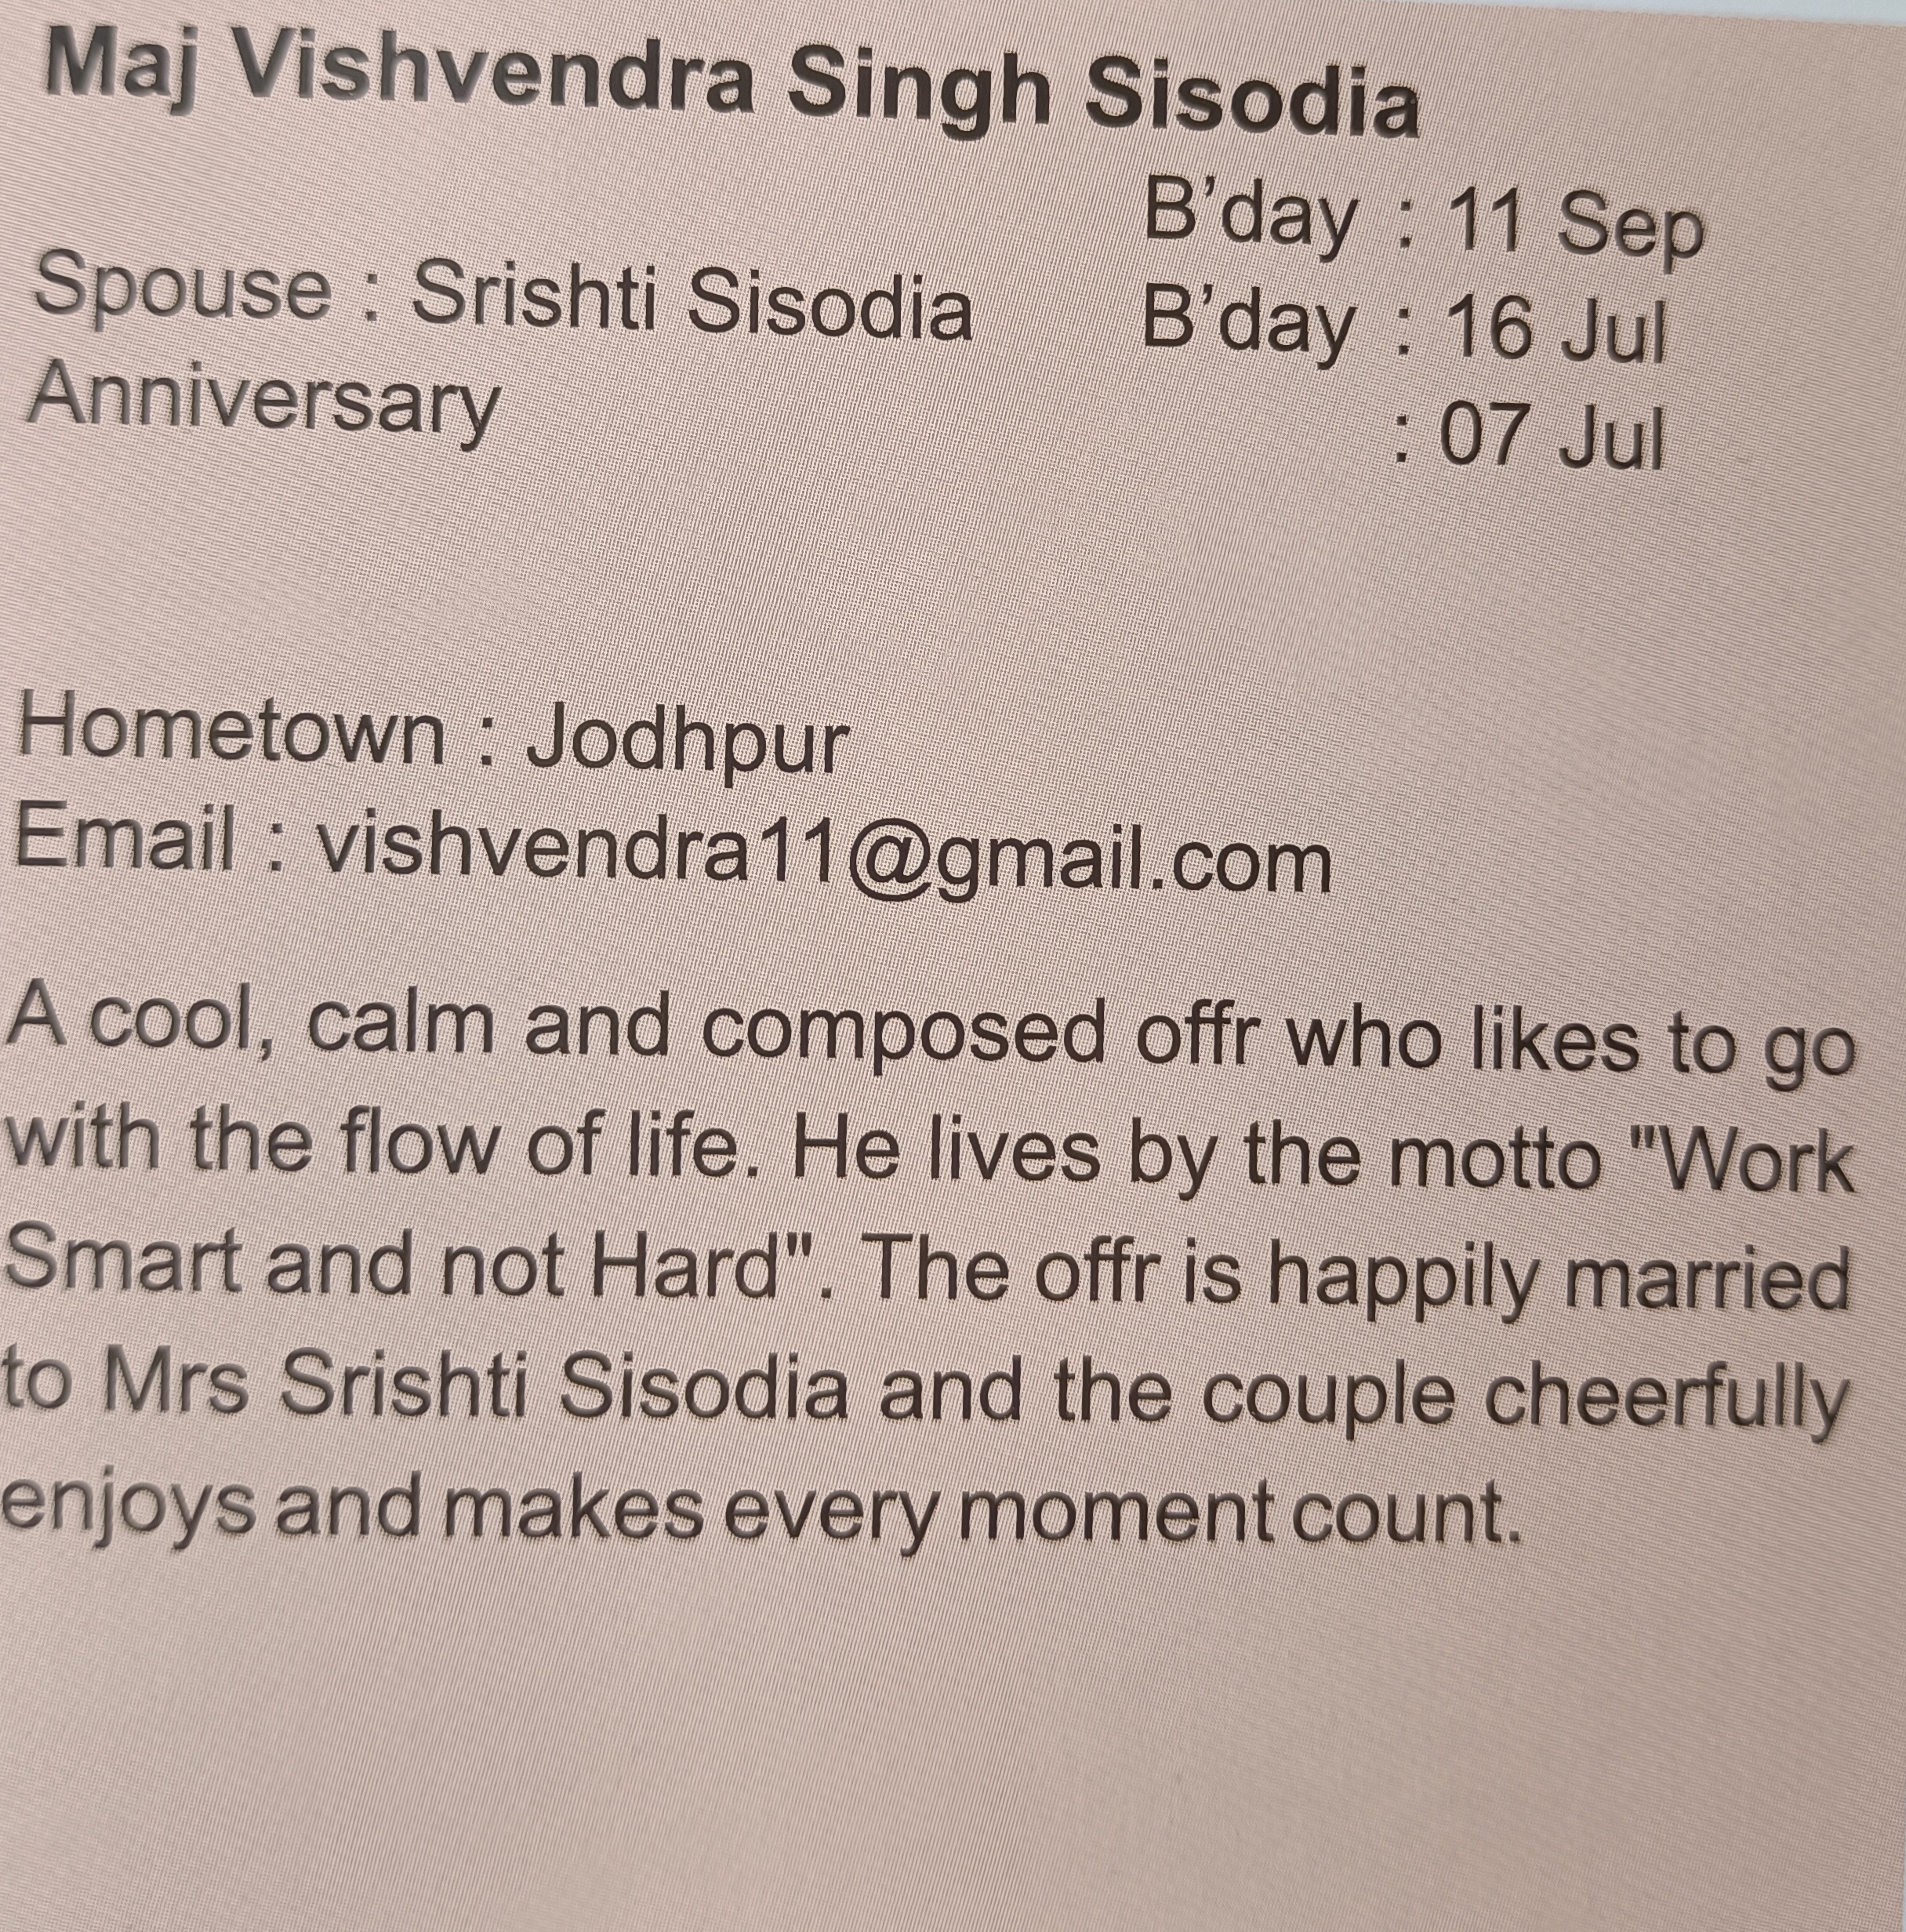 Maj Vishvendra Singh Sisodia
B’day : 11 Sep
Spouse : Srishti Sisodia B’day : 16 Jul
Anniversary : 07 Jul
Hometown : Jodhpur
Email : vishvendra11@gmail.com
A cool, calm and composed offr who likes to go
with the flow of life. He lives by the motto "Work
Smart and not Hard". The offr is happily married
to Mrs Srishti Sisodia and the couple cheerfully
enjoys and makes every moment count.